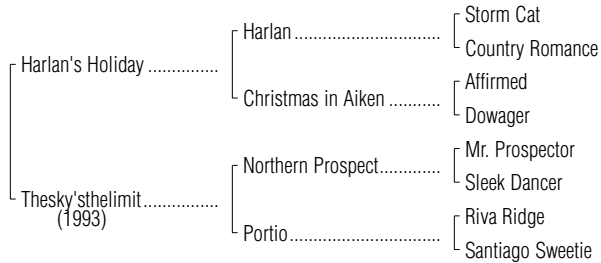 Storm Cat
Harlan.................................
Country Romance
Harlan's Holiday ...............
Affirmed
Christmas in Aiken ...........
Dowager
Mr. Prospector
Northern Prospect.............
Sleek Dancer
Thesky'sthelimit................
(1993)
Riva Ridge
Portio..................................
Santiago Sweetie